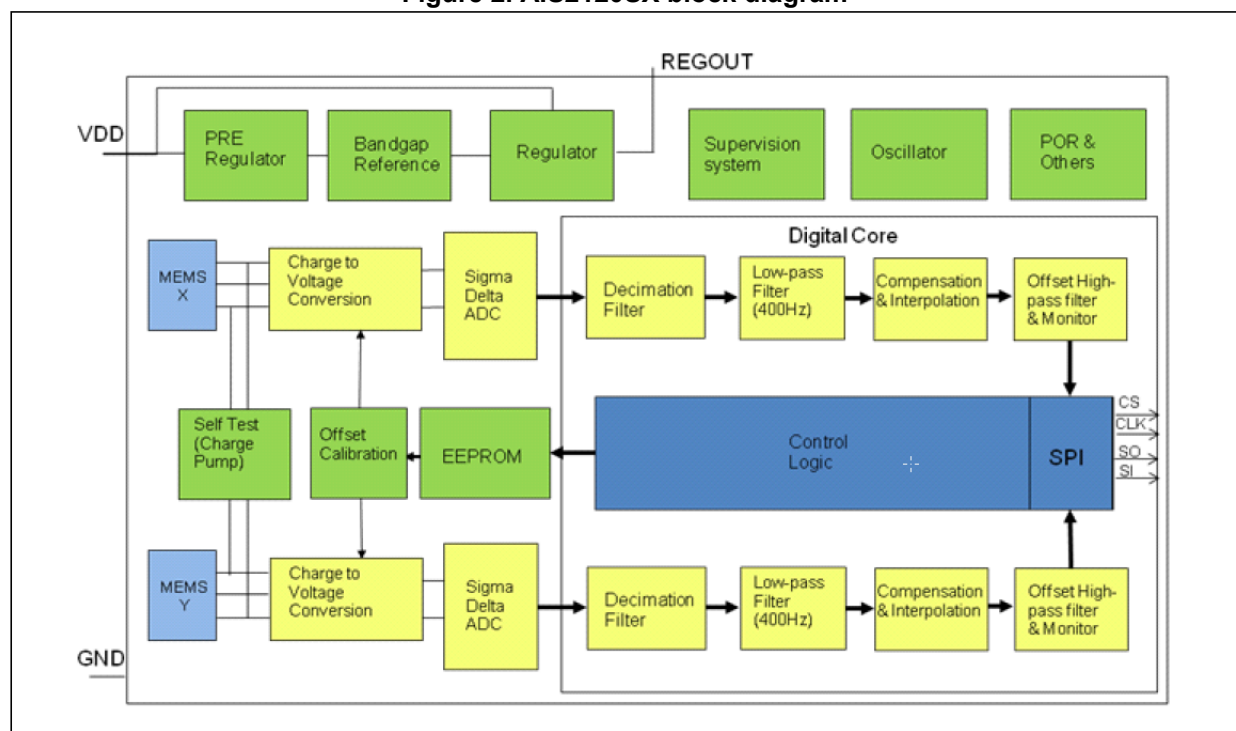 REGOUT
VDD
PRE
Regulator
Bandgap
Reference
Regulator
Supervision
system
Oscillator
POR &
Others
Digital Core
MEMS
X
Charge to
Voltage
Conversion
Sigma
Delta
ADC
Decimation
Filter
Low-pass
Filter
(400Hz)
Compensation
& Interpolation
Offset High-
pass filter
& Monitor
Self Test
(Charge
Pump)
Offset
Calibration
EEPROM
Control
Logic
SPI
CS
CLK
SO
SI
MEMS
Y
Charge to
Voltage
Conversion
Sigma
Delta
ADC
Decimation
Filter
Low-pass
Filter
(400Hz)
Compensation
& Interpolation
Offset High-
pass filter
& Monitor
GND